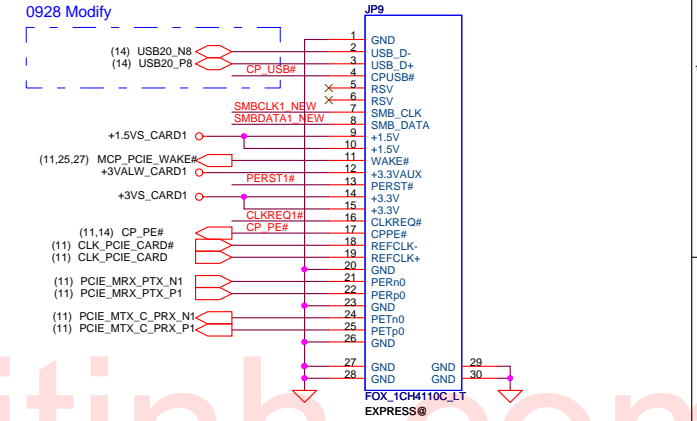 0928 Modify
JP9
1 GND
(14) USB20_N8 2 USB_D-
(14) USB20_P8 3 USB_D+
CP_USB# 4 CPUSB#
5 RSV
6 RSV
SMBCLK1_NEW 7 SMB_CLK
SMBDATA1_NEW 8 SMB_DATA
+1.5VS_CARD1 9 +1.5V
10 +1.5V
(11,25,27) MCP_PCIE_WAKE# 11 WAKE#
+3VALW_CARD1 12 +3.3VAUX
PERST1# 13 PERST#
+3VS_CARD1 14 +3.3V
15 +3.3V
CLKREQ1# 16 CLKREQ#
(11,14) CP_PE# CP_PE# 17 CPPE#
(11) CLK_PCIE_CARD# 18 REFCLK-
(11) CLK_PCIE_CARD 19 REFCLK+
20 GND
(11) PCIE_MRX_PTX_N1 21 PERn0
(11) PCIE_MRX_PTX_P1 22 PERp0
23 GND
(11) PCIE_MTX_C_PRX_N1 24 PETn0
(11) PCIE_MTX_C_PRX_P1 25 PETp0
26 GND
27 GND GND 29
28 GND GND 30
FOX_1CH4110C_LT
EXPRESS@